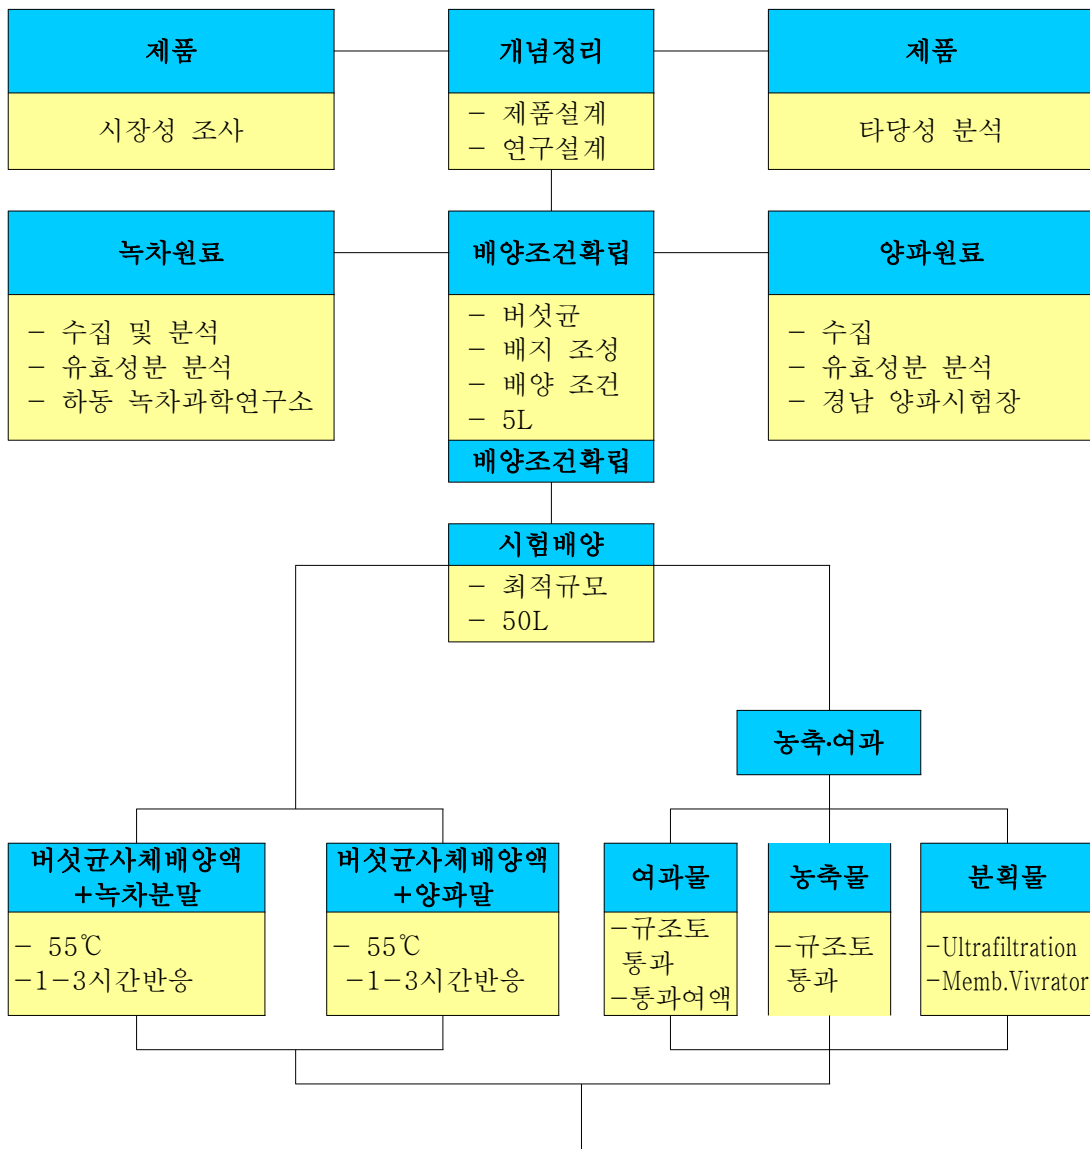 제품
개념정리
제품
시장성 조사
- 제품설계
- 연구설계
타당성 분석
녹차원료
배양조건확립
양파원료
- 수집 및 분석
- 유효성분 분석
- 하동 녹차과학연구소
- 버섯균
- 배지 조성
- 배양 조건
- 5L
- 수집
- 유효성분 분석
- 경남 양파시험장
배양조건확립
시험배양
- 최적규모
- 50L
농축·여과
버섯균사체배양액
+녹차분말
버섯균사체배양액
+양파말
여과물
농축물
분획물
- 55℃
-1-3시간반응
- 55℃
-1-3시간반응
-규조토
통과
-통과여액
-규조토
통과
-Ultrafiltration
-Memb.Vivrator